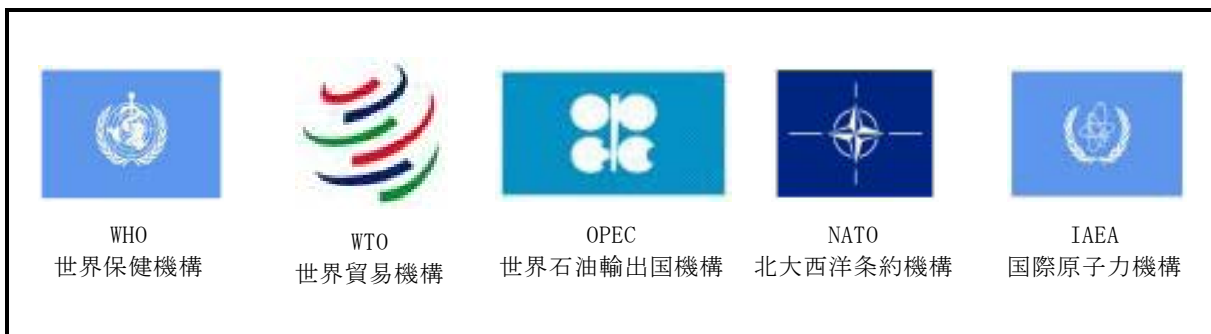 WHO
世界保健機構
WTO
世界貿易機構
OPEC
世界石油輸出国機構
NATO
北大西洋条約機構
IAEA
国際原子力機構